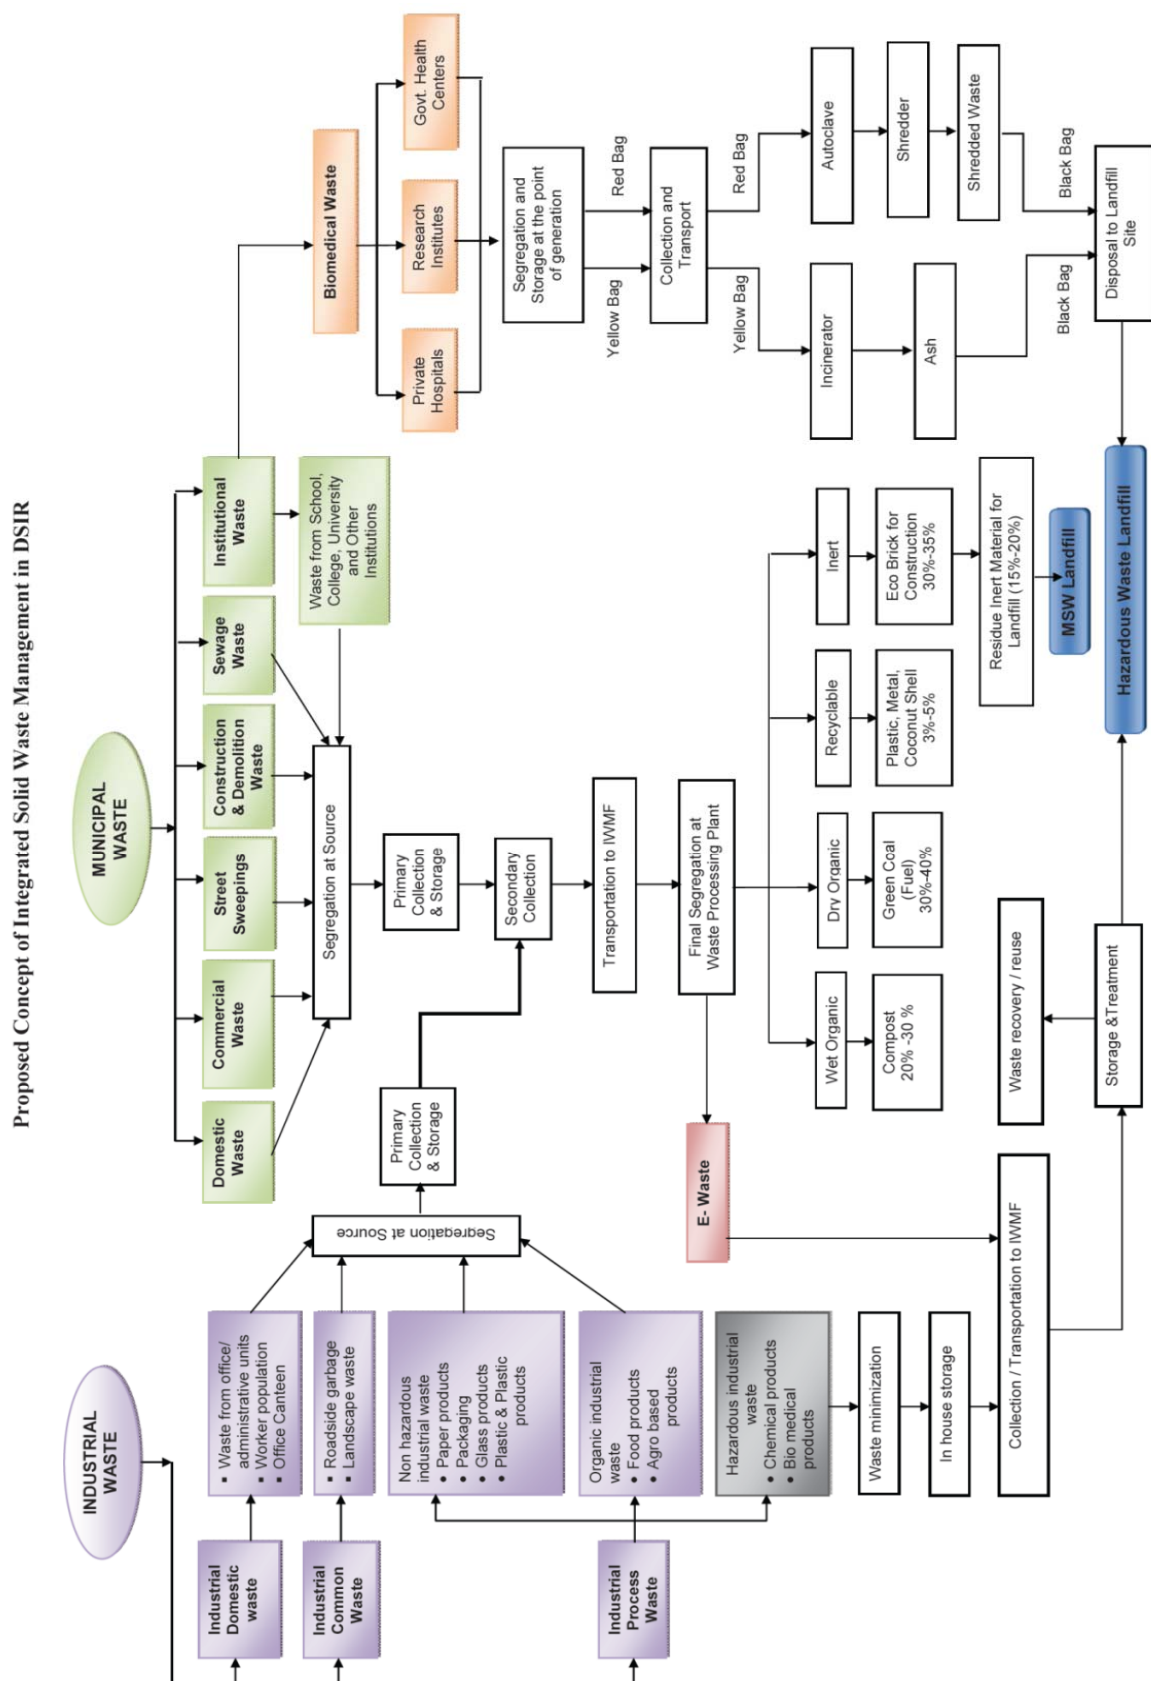 Proposed Concept of Integrated Solid Waste Management in DSIR
INDUSTRIAL
WASTE
MUNICIPAL
WASTE
Industrial
Domestic
waste
▪ Waste from office/
administrative units
▪ Worker population
▪ Office Canteen
Industrial
Common
Waste
▪ Roadside garbage
▪ Landscape waste
Industrial
Process
Waste
Non hazardous
industrial waste
• Paper products
• Packaging
• Glass products
• Plastic & Plastic
products
Organic industrial
waste
• Food products
• Agro based
products
Hazardous industrial
waste
• Chemical products
• Bio medical
products
Segregation at Source
Primary
Collection
& Storage
Waste minimization
In house storage
Collection / Transportation to IWMF
Storage &Treatment
Waste recovery / reuse
E- Waste
Domestic
Waste
Commercial
Waste
Street
Sweepings
Construction
& Demolition
Waste
Sewage
Waste
Institutional
Waste
Waste from School,
College, University
and Other
Institutions
Segregation at Source
Primary
Collection
& Storage
Secondary
Collection
Transportation to IWMF
Final Segregation at
Waste Processing Plant
Wet Organic
Compost
20% -30 %
Dry Organic
Green Coal
(Fuel)
30%-40%
Recyclable
Plastic, Metal,
Coconut Shell
3%-5%
Inert
Eco Brick for
Construction
30%-35%
Residue Inert Material for
Landfill (15%-20%)
MSW Landfill
Hazardous Waste Landfill
Biomedical Waste
Private
Hospitals
Research
Institutes
Govt. Health
Centers
Segregation and
Storage at the point
of generation
Yellow Bag
Red Bag
Collection and
Transport
Yellow Bag
Red Bag
Incinerator
Autoclave
Ash
Shredder
Shredded Waste
Black Bag
Black Bag
Disposal to Landfill
Site